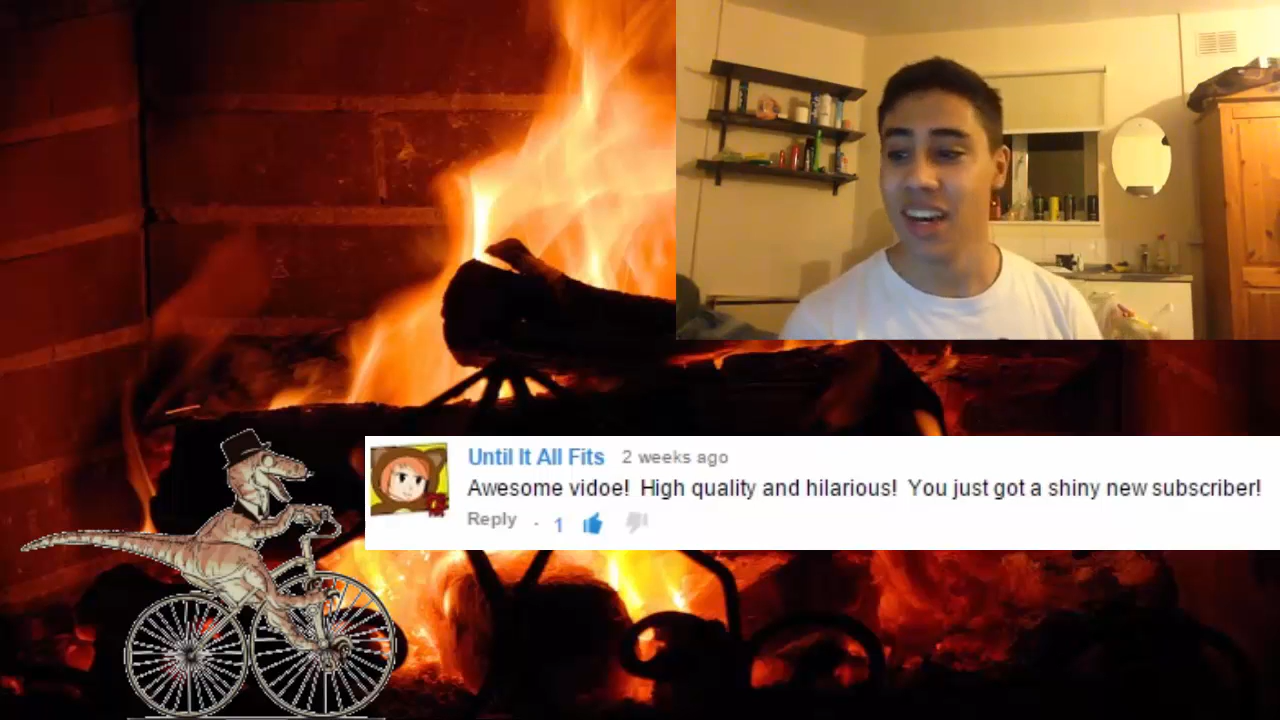 Until It All Fits 2 weeks ago
Awesome vidoe! High quality and hilarious! You just got a shiny new subscriber!
Reply . 1